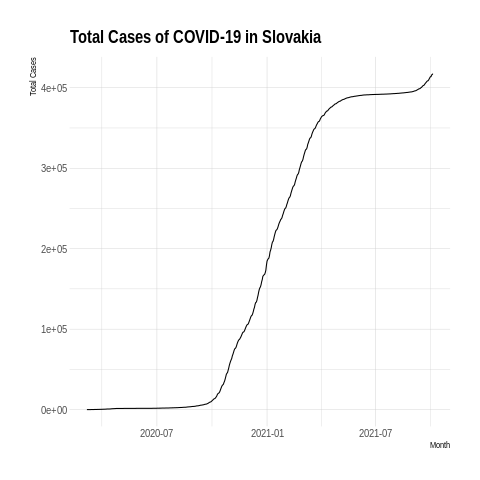 Total Cases of COVID-19 in Slovakia
Total Cases
4e+05
3e+05
2e+05
1e+05
0e+00
2020-07
2021-01
2021-07
Month